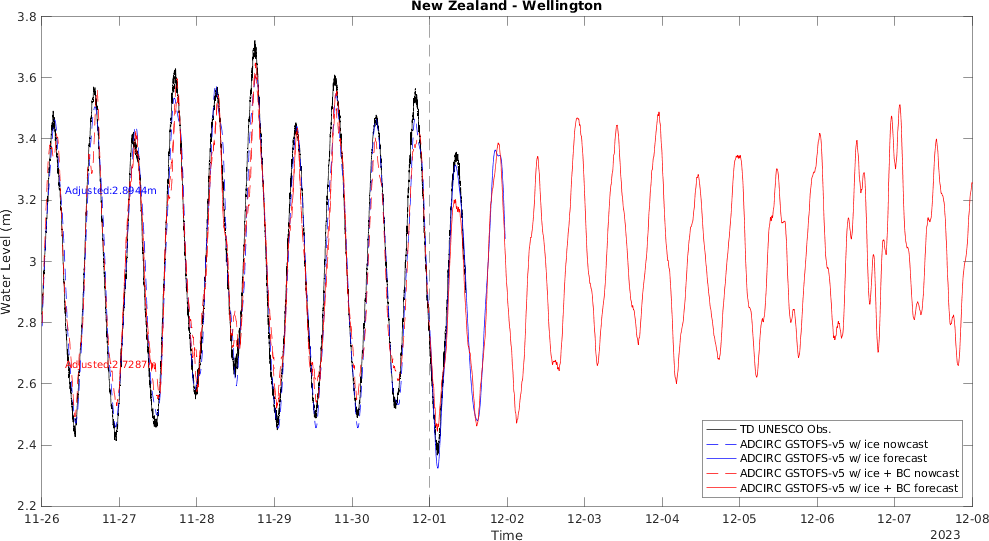 New Zealand - Wellington
3.8
3.6
3.4
3.2
3
2.8
2.6
2.4
2.2
Water Level (m)
Adjusted:2.8944m
Adjusted:2.7287m
TD UNESCO Obs.
ADCIRC GSTOFS-v5 w/ ice nowcast
ADCIRC GSTOFS-v5 w/ ice forecast
ADCIRC GSTOFS-v5 w/ ice + BC nowcast
ADCIRC GSTOFS-v5 w/ ice + BC forecast
11-26 11-27 11-28 11-29 11-30 12-01 12-02 12-03 12-04 12-05 12-06 12-07 12-08
Time
2023